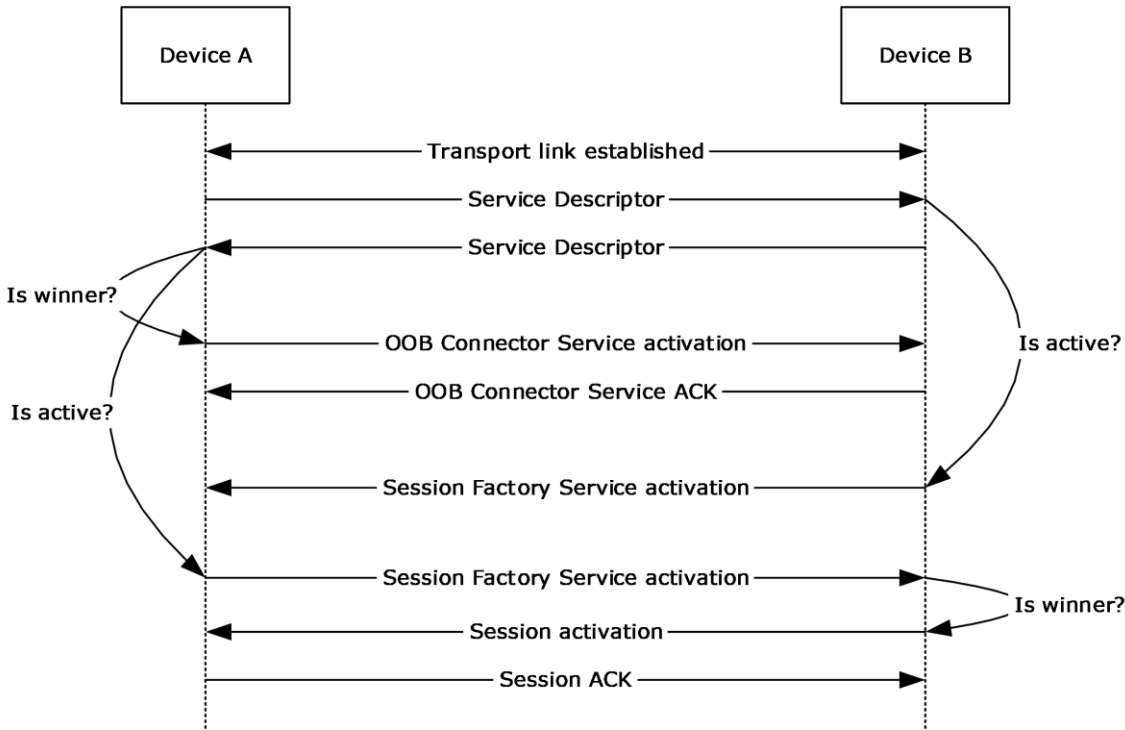 Device A
Device B
Transport link established
Service Descriptor
Service Descriptor
Is winner?
OOB Connector Service activation
Is active?
OOB Connector Service ACK
Is active?
Session Factory Service activation
Session Factory Service activation
Is winner?
Session activation
Session ACK